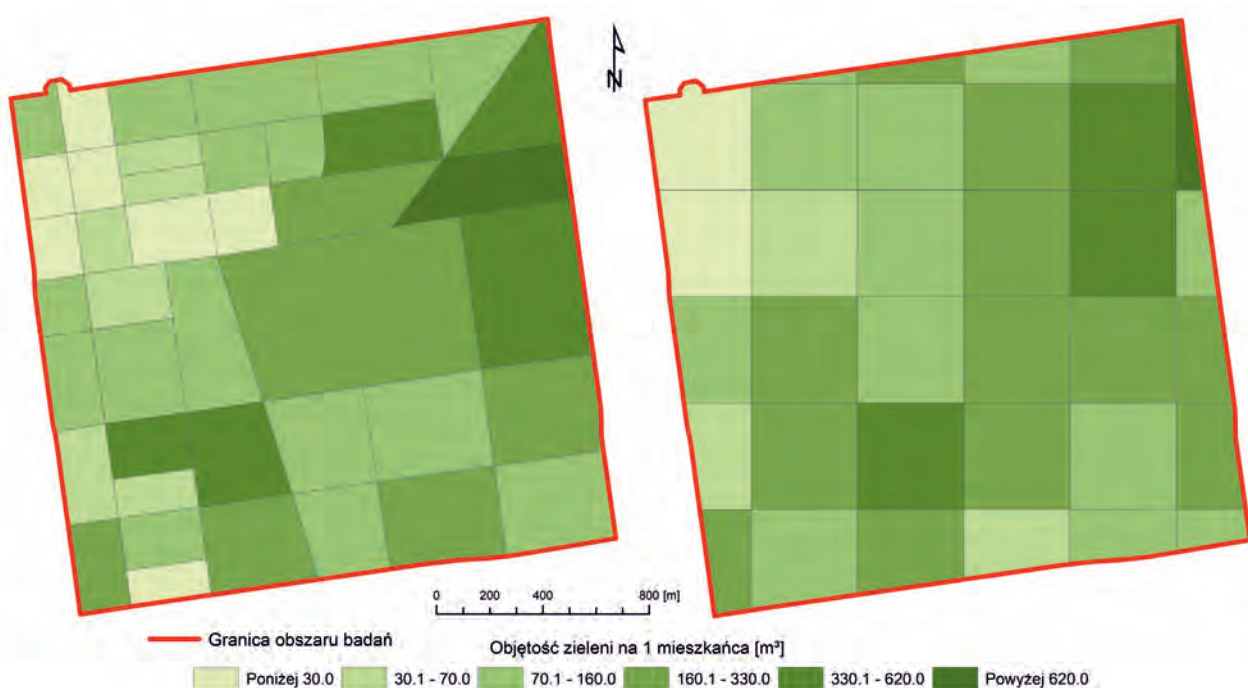 N
0 200 400 800 [m]
Granica obszaru badań
Objętość zieleni na 1 mieszkańca [m³]
Poniżej 30.0 30.1 - 70.0 70.1 - 160.0 160.1 - 330.0 330.1 - 620.0 Powyżej 620.0